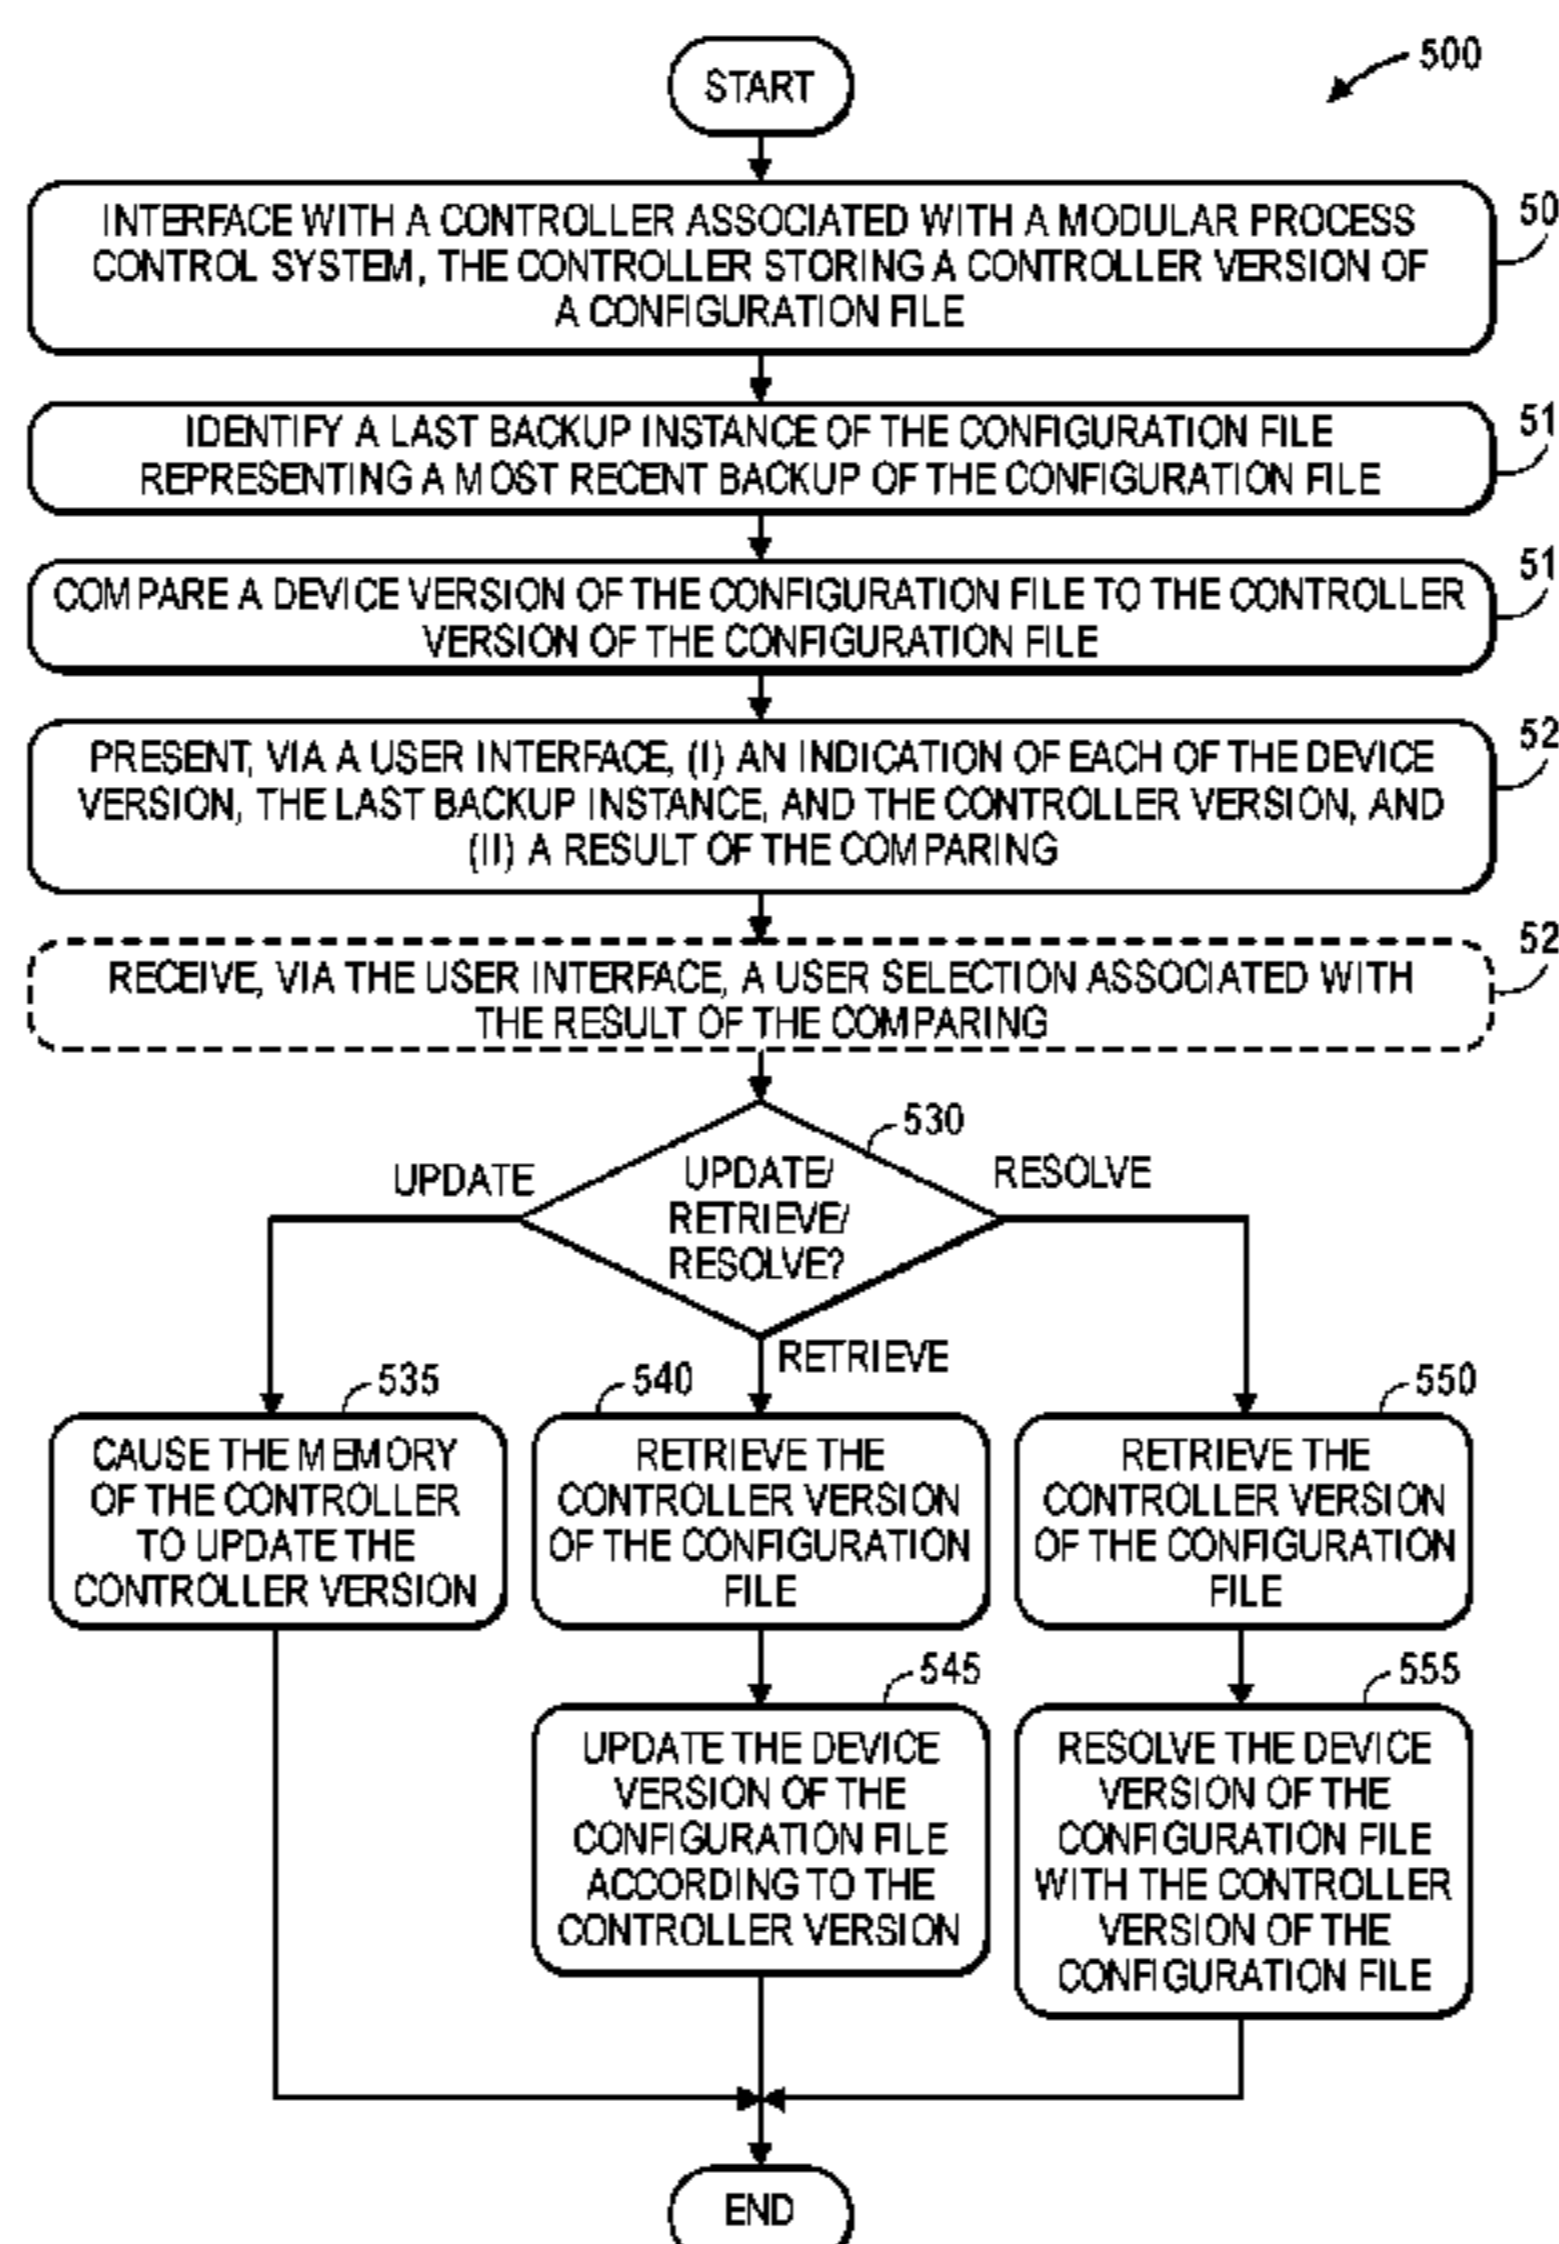 500
START
INTERFACE WITH A CONTROLLER ASSOCIATED WITH A MODULAR PROCESS
CONTROL SYSTEM, THE CONTROLLER STORING A CONTROLLER VERSION OF
A CONFIGURATION FILE
50
IDENTIFY A LAST BACKUP INSTANCE OF THE CONFIGURATION FILE
REPRESENTING A MOST RECENT BACKUP OF THE CONFIGURATION FILE
51
COMPARE A DEVICE VERSION OF THE CONFIGURATION FILE TO THE CONTROLLER
VERSION OF THE CONFIGURATION FILE
51
PRESENT, VIA A USER INTERFACE, (I) AN INDICATION OF EACH OF THE DEVICE
VERSION, THE LAST BACKUP INSTANCE, AND THE CONTROLLER VERSION, AND
(II) A RESULT OF THE COMPARING
52
RECEIVE, VIA THE USER INTERFACE, A USER SELECTION ASSOCIATED WITH
THE RESULT OF THE COMPARING
52
530
UPDATE/
RETRIEVE/
RESOLVE?
UPDATE
RESOLVE
RETRIEVE
535
CAUSE THE MEMORY
OF THE CONTROLLER
TO UPDATE THE
CONTROLLER VERSION
540
RETRIEVE THE
CONTROLLER VERSION
OF THE CONFIGURATION
FILE
550
RETRIEVE THE
CONTROLLER VERSION
OF THE CONFIGURATION
FILE
545
UPDATE THE DEVICE
VERSION OF THE
CONFIGURATION FILE
ACCORDING TO THE
CONTROLLER VERSION
555
RESOLVE THE DEVICE
VERSION OF THE
CONFIGURATION FILE
WITH THE CONTROLLER
VERSION OF THE
CONFIGURATION FILE
END